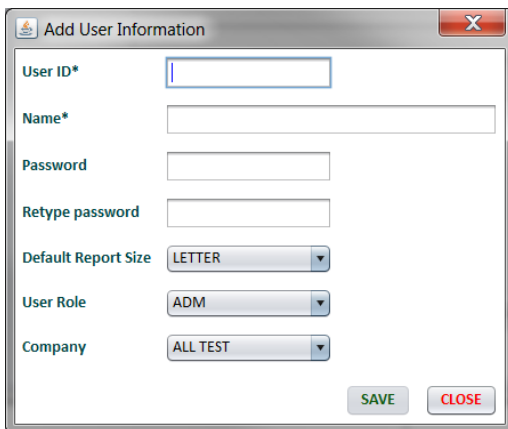 Add User Information
User ID*
Name*
Password
Retype password
Default Report Size LETTER
User Role ADM
Company ALL TEST
SAVE CLOSE